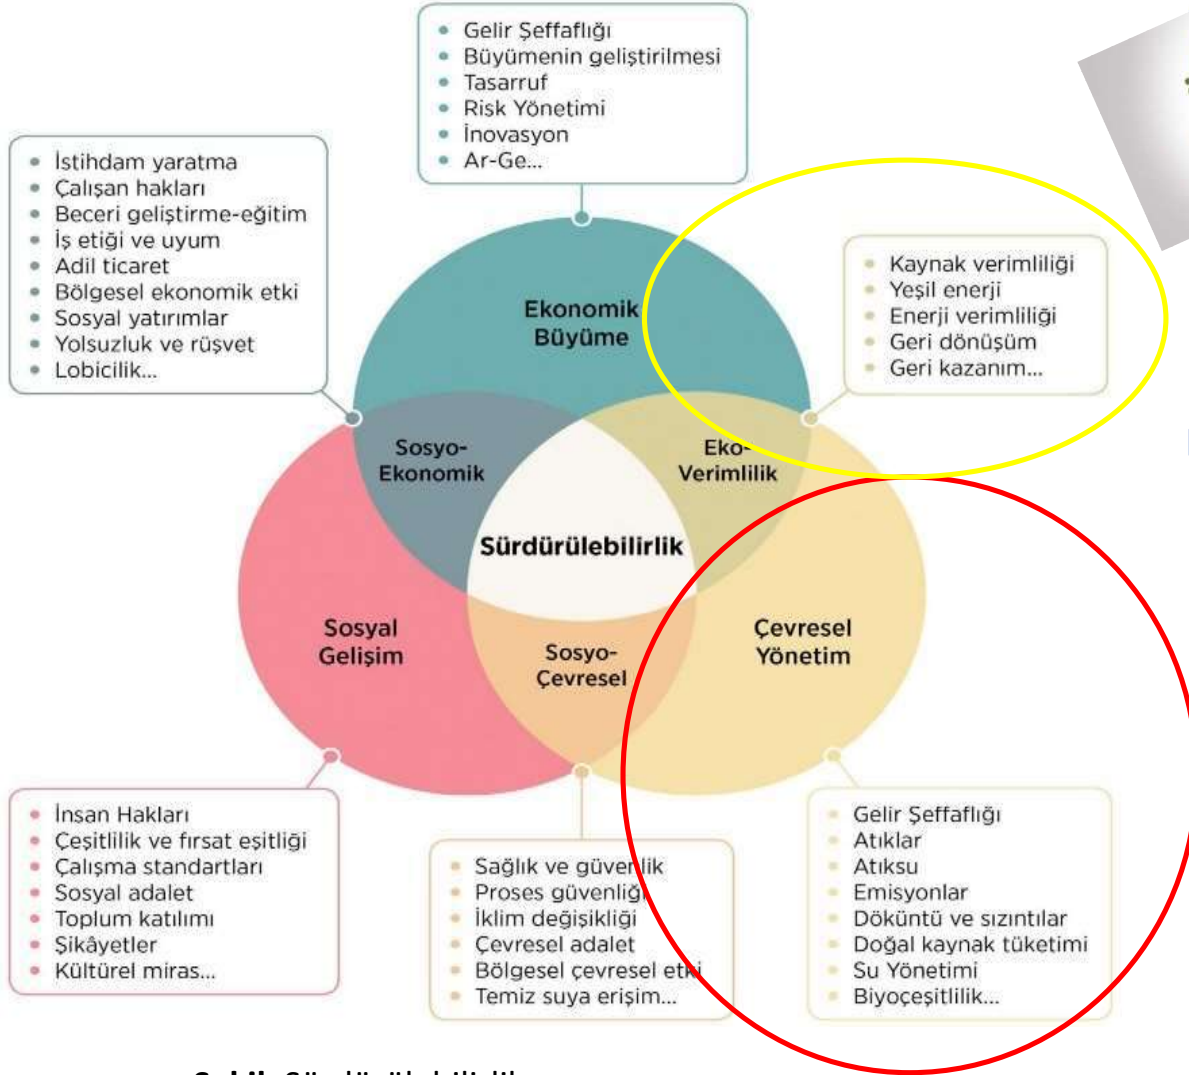 Gelir Şeffaflığı
Büyümenin geliştirilmesi
Tasarruf
Risk Yönetimi
İnovasyon
Ar-Ge...
İstihdam yaratma
Çalışan hakları
Beceri geliştirme-eğitim
İş etiği ve uyum
Adil ticaret
Bölgesel ekonomik etki
Sosyal yatırımlar
Yolsuzluk ve rüşvet
Lobicilik...
Kaynak verimliliği
Yeşil enerji
Enerji verimliliği
Geri dönüşüm
Geri kazanım...
Ekonomik
Büyüme
Sosyo-
Ekonomik
Eko-
Verimlilik
Sürdürülebilirlik
Sosyal
Gelişim
Sosyo-
Çevresel
Çevresel
Yönetim
İnsan Hakları
Çeşitlilik ve fırsat eşitliği
Çalışma standartları
Sosyal adalet
Toplum katılımı
Şikâyetler
Kültürel miras...
Sağlık ve güvenlik
Proses güvenliği
İklim değişikliği
Çevresel adalet
Bölgesel çevresel etki
Temiz suya erişim...
Gelir Şeffaflığı
Atıklar
Atıksu
Emisyonlar
Döküntü ve sızıntılar
Doğal kaynak tüketimi
Su Yönetimi
Biyoçeşitlilik...